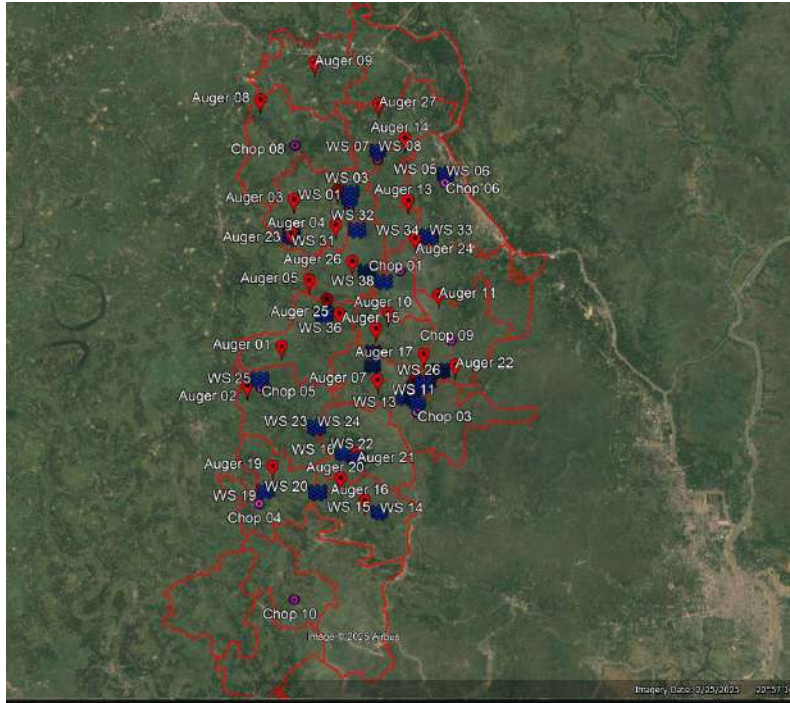 Auger 09
Auger 08
Auger 27
Auger 14
Chop 08
WS 07
WS 08
WS 05
WS 06
Chop 06
WS 03
Auger 03
WS 01
Auger 13
WS 32
Auger 04
Auger 23
WS 31
WS 34
WS 33
Auger 24
Auger 26
Chop 01
Auger 05
WS 38
Auger 11
Auger 25
Auger 10
WS 36
Auger 15
Chop 09
Auger 01
Auger 17
Auger 22
WS 26
WS 25
Auger 07
Auger 02
Chop 05
WS 11
WS 13
Chop 03
WS 23
WS 24
WS 22
WS 16
Auger 21
Auger 19
Auger 20
WS 20
Auger 16
WS 19
WS 15
WS 14
Chop 04
Chop 10
Image © 2025 Airbus
Imagery Date: 2/25/2025